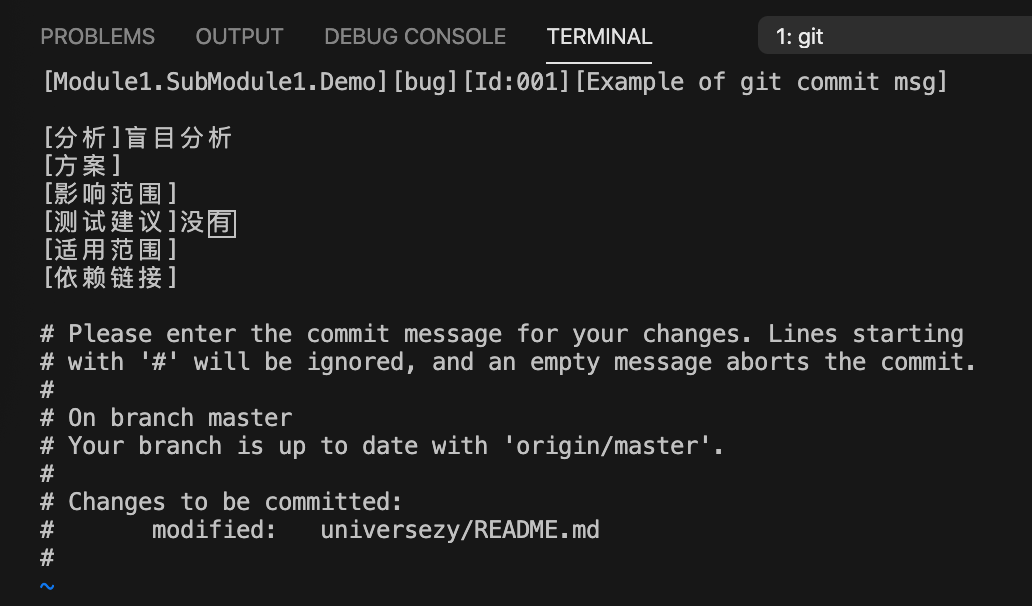 PROBLEMS OUTPUT DEBUG CONSOLE TERMINAL 1: git
[Module1.SubModule1.Demo][bug][Id:001][Example of git commit msg]
[分析]盲目分析
[方案]
[影响范围]
[测试建议]没有
[适用范围]
[依赖链接]
# Please enter the commit message for your changes. Lines starting
# with '#' will be ignored, and an empty message aborts the commit.
#
# On branch master
# Your branch is up to date with 'origin/master'.
#
# Changes to be committed:
#       modified:   universezy/README.md
#
~